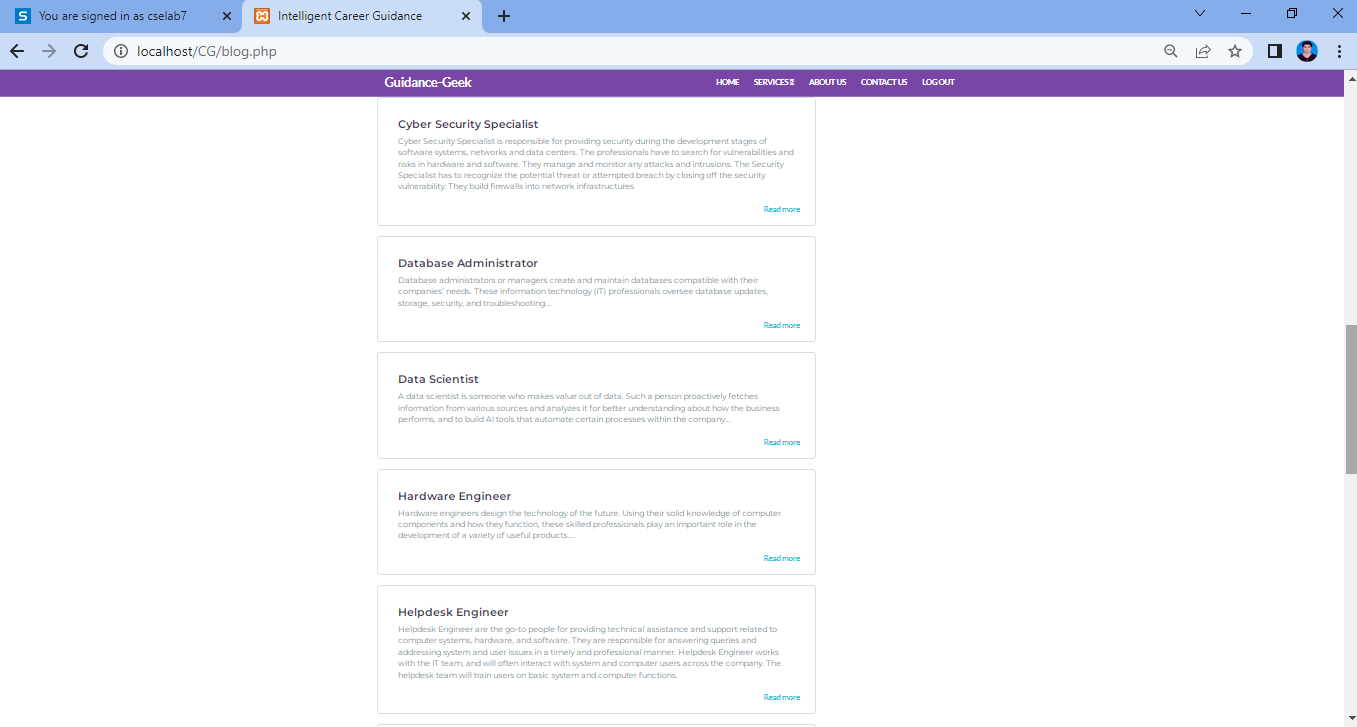 You are signed in as cselab7
Intelligent Career Guidance
localhost/CG/blog.php
Guidance-Geek
HOME
SERVICES
ABOUT US
CONTACT US
LOG OUT
Cyber Security Specialist
Cyber Security Specialist is responsible for providing security during the development stages of
software systems, networks and data centers. The professionals have to search for vulnerabilities and
risks in hardware and software. They manage and monitor any attacks and intrusions. The Security
Specialist has to recognize the potential threat or attempted breach by closing off the security
vulnerability. They build firewalls into network infrastructures
Read more
Database Administrator
Database administrators or managers create and maintain databases compatible with their
companies' needs. These information technology (IT) professionals oversee database updates,
storage, security, and troubleshooting...
Read more
Data Scientist
A data scientist is someone who makes value out of data. Such a person proactively fetches
information from various sources and analyzes it for better understanding about how the business
performs, and to build AI tools that automate certain processes within the company...
Read more
Hardware Engineer
Hardware engineers design the technology of the future. Using their solid knowledge of computer
components and how they function, these skilled professionals play an important role in the
development of a variety of useful products....
Read more
Helpdesk Engineer
Helpdesk Engineer are the go-to people for providing technical assistance and support related to
computer systems, hardware, and software. They are responsible for answering queries and
addressing system and user issues in a timely and professional manner. Helpdesk Engineer works
with the IT team, and will often interact with system and computer users across the company. The
helpdesk team will train users on basic system and computer functions.
Read more